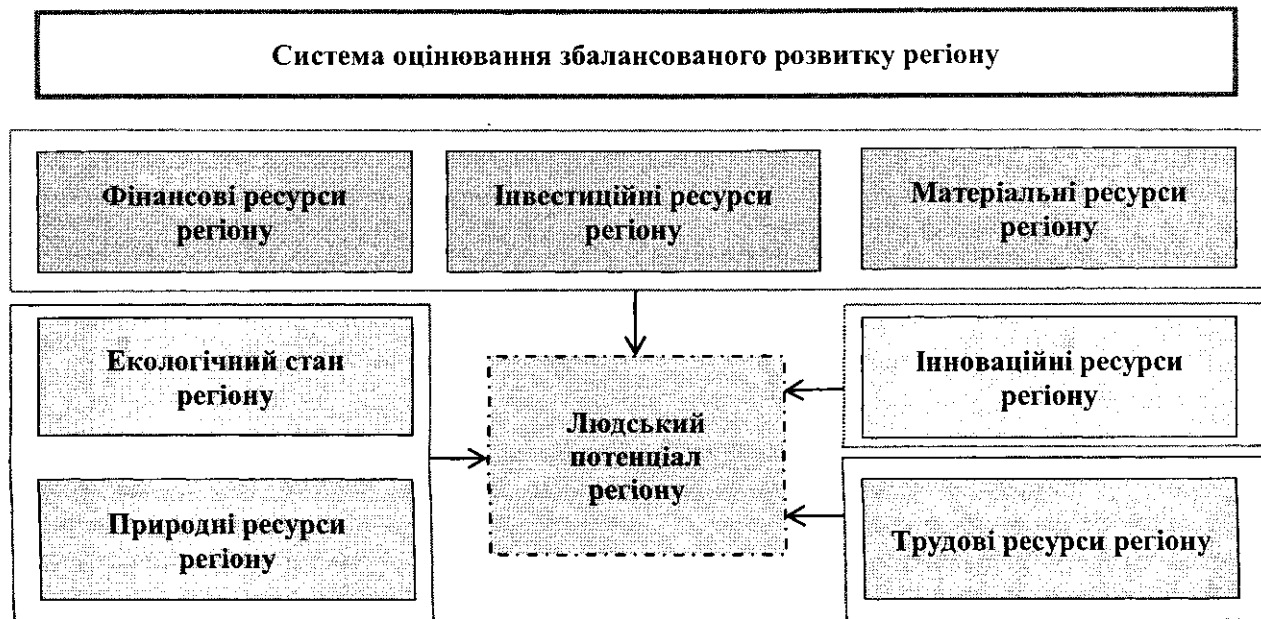 Система оцінювання збалансованого розвитку регіону
Фінансові ресурси
регіону
Інвестиційні ресурси
регіону
Матеріальні ресурси
регіону
Екологічний стан
регіону
Природні ресурси
регіону
Людський
потенціал
регіону
Інноваційні ресурси
регіону
Трудові ресурси регіону